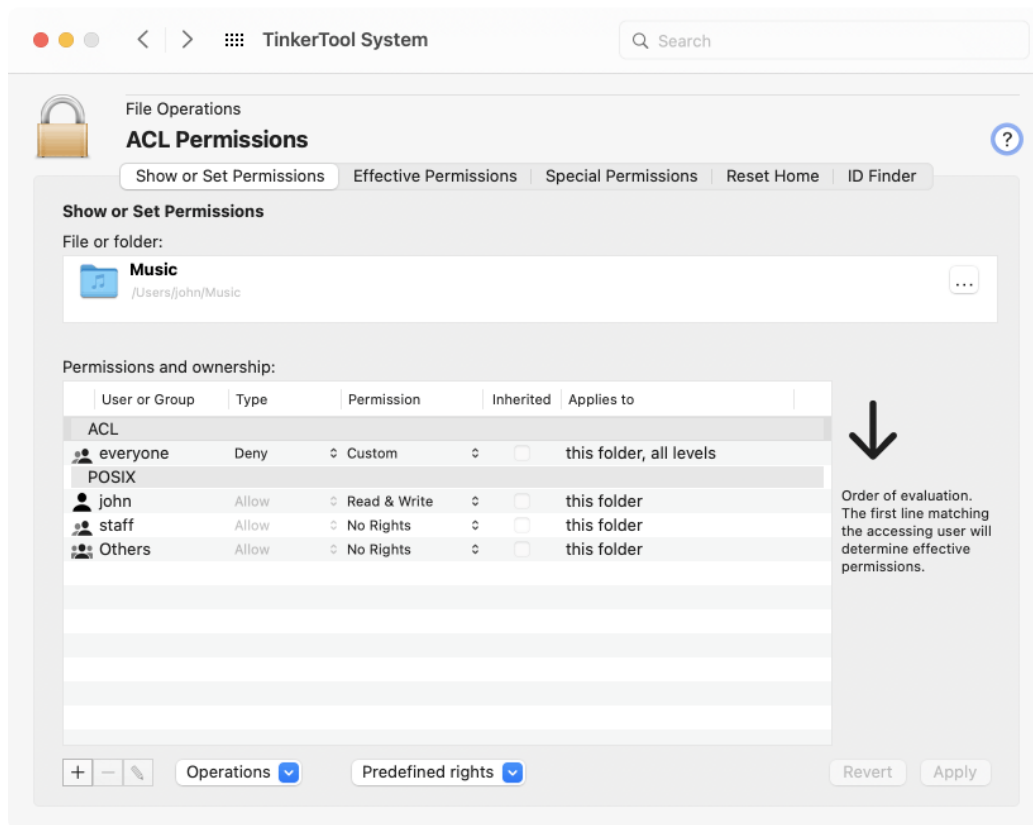 TinkerTool System
Search
File Operations
ACL Permissions
?
Show or Set Permissions Effective Permissions Special Permissions Reset Home ID Finder
Show or Set Permissions
File or folder:
Music
/Users/john/Music
...
Permissions and ownership:
User or Group Type Permission Inherited Applies to
ACL
everyone Deny Custom this folder, all levels
POSIX
john Allow Read & Write this folder
staff Allow No Rights this folder
Others Allow No Rights this folder
Order of evaluation.
The first line matching
the accessing user will
determine effective
permissions.
Operations Predefined rights Revert Apply